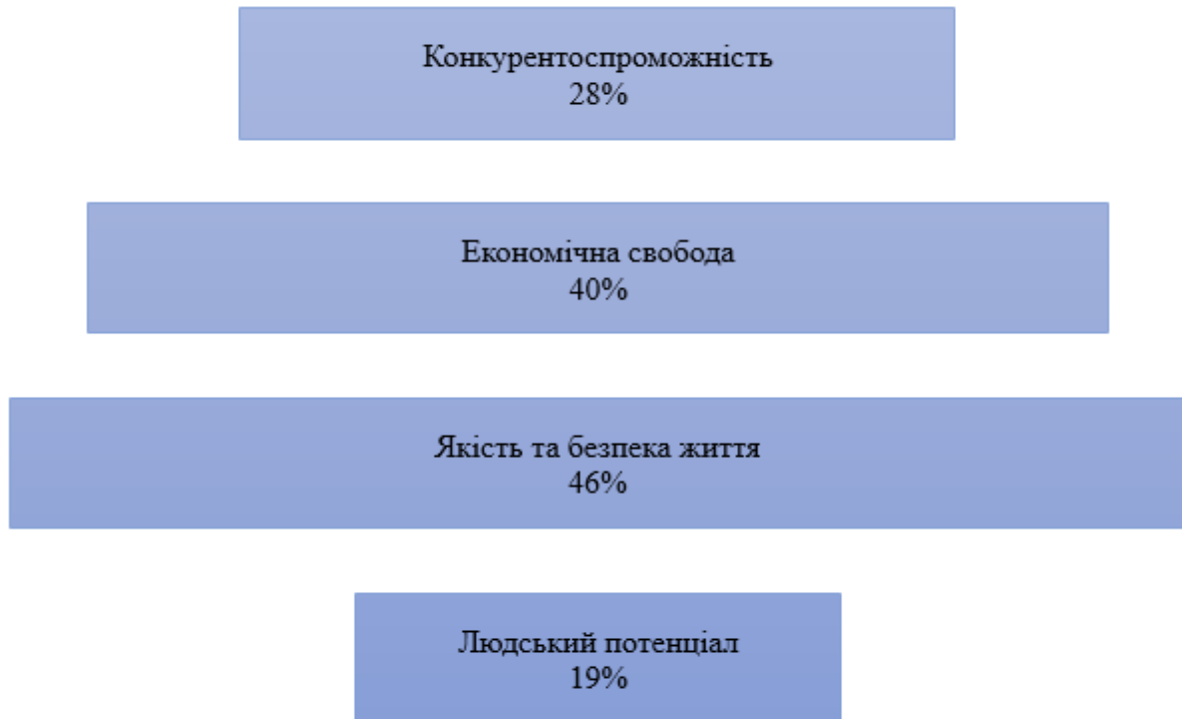 Конкурентоспроможність
28%
Економічна свобода
40%
Якість та безпека життя
46%
Людський потенціал
19%